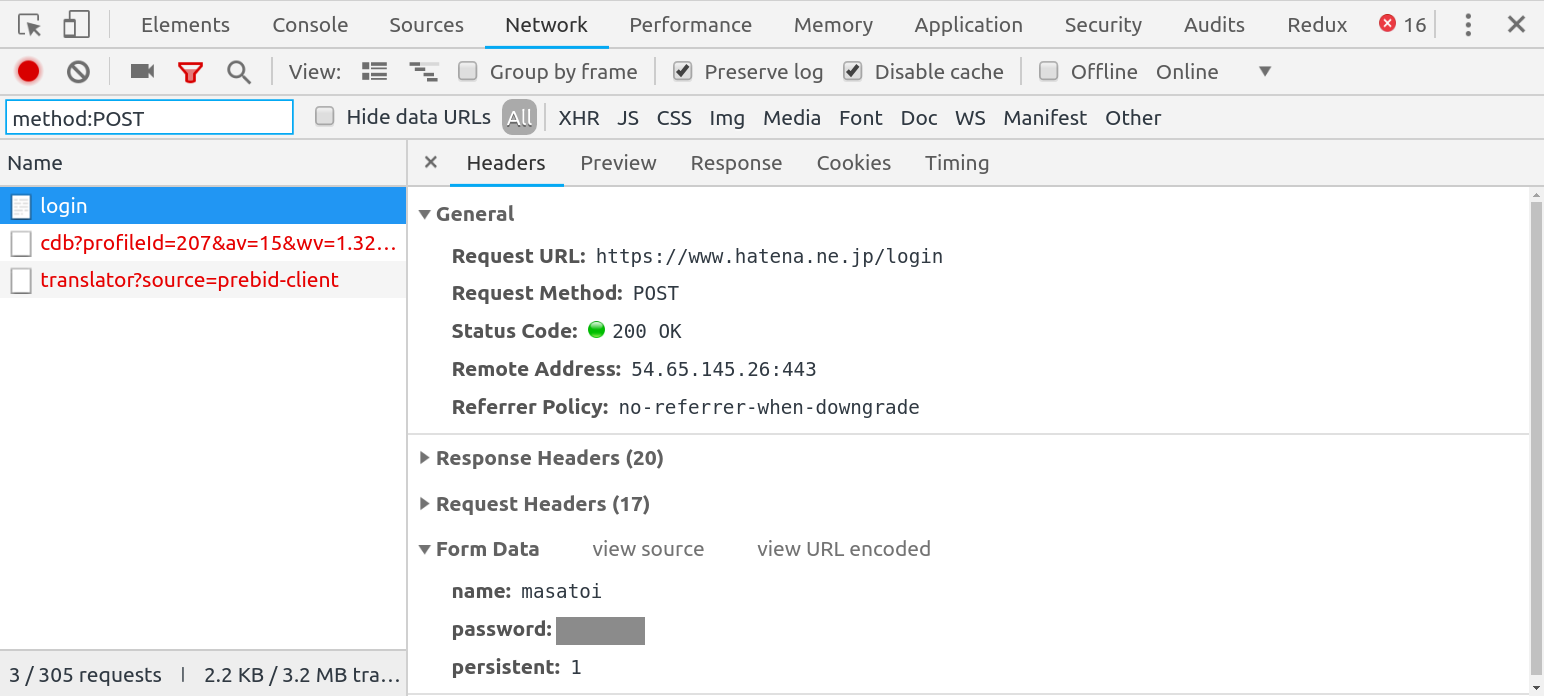 Elements Console Sources Network Performance Memory Application Security Audits Redux 16
View: Group by frame Preserve log Disable cache Offline Online
method:POST Hide data URLs All XHR JS CSS Img Media Font Doc WS Manifest Other
Name
Headers Preview Response Cookies Timing
login
cdb?profileId=207&av=15&wv=1.32...
translator?source=prebid-client
3 / 305 requests | 2.2 KB / 3.2 MB tra...
General
Request URL: https://www.hatena.ne.jp/login
Request Method: POST
Status Code: 200 OK
Remote Address: 54.65.145.26:443
Referrer Policy: no-referrer-when-downgrade
Response Headers (20)
Request Headers (17)
Form Data view source view URL encoded
name: masatoi
password:
persistent: 1